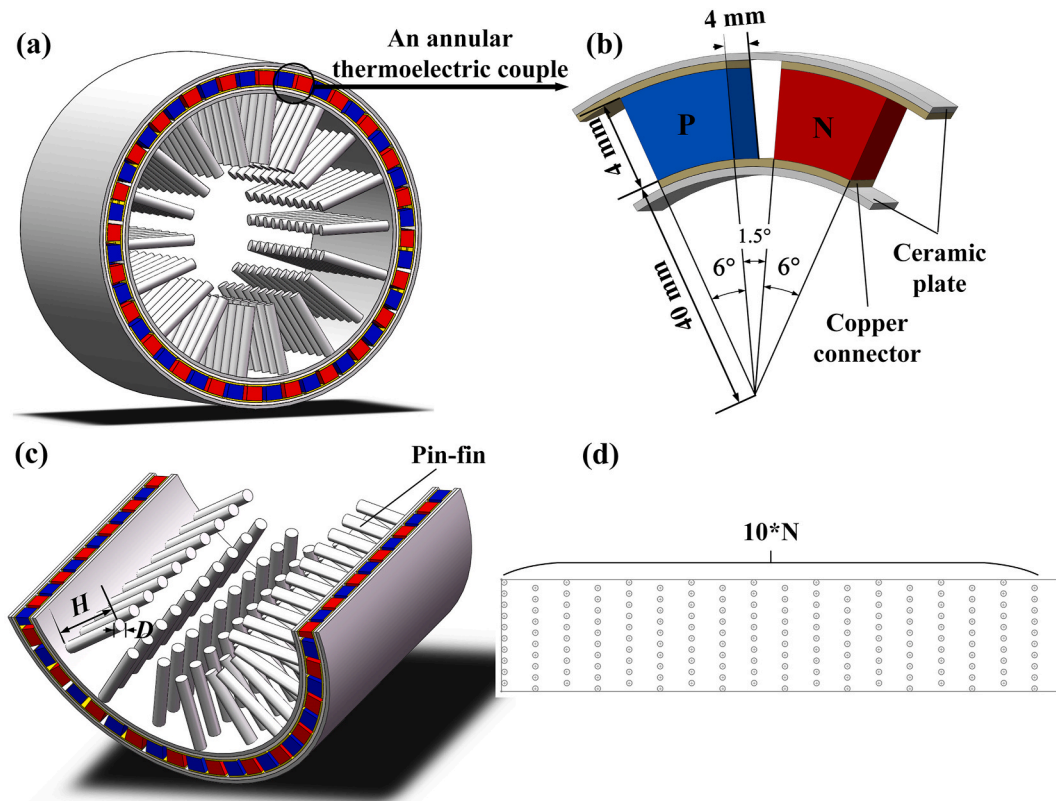 (a)
An annular
thermoelectric couple
(b)
4 mm
P
N
4 mm
40 mm
1.5°
6°
6°
Ceramic
plate
Copper
connector
(c)
Pin-fin
H
D
(d)
10*N